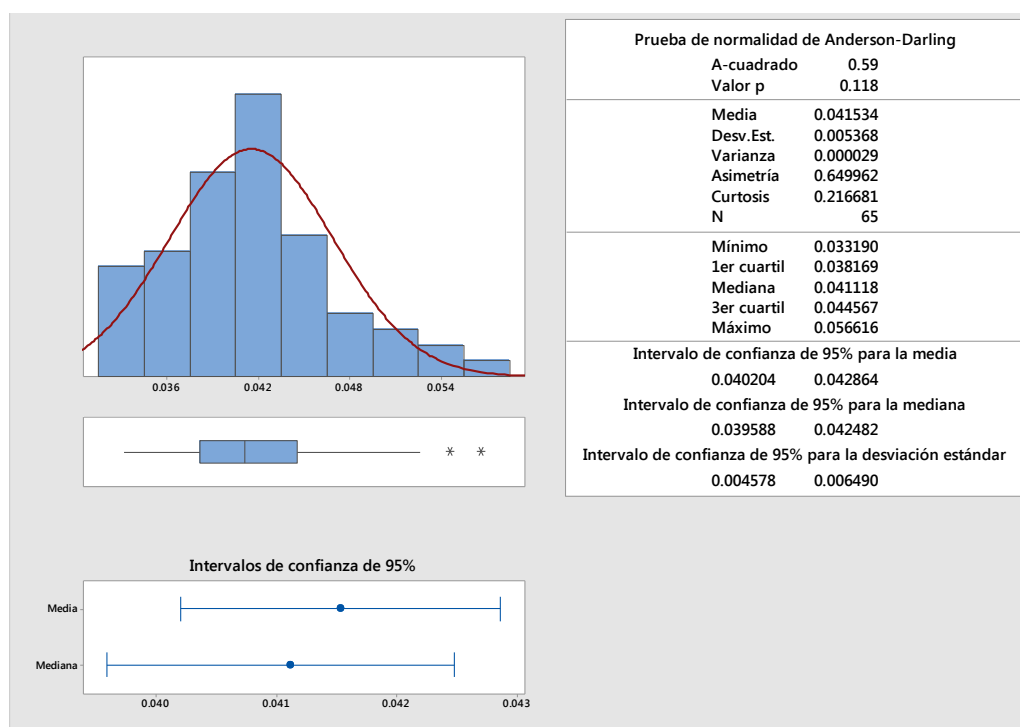 Prueba de normalidad de Anderson-Darling
A-cuadrado 0.59
Valor p 0.118
Media 0.041534
Desv.Est. 0.005368
Varianza 0.000029
Asimetría 0.649962
Curtosis 0.216681
N 65
Mínimo 0.033190
1er cuartil 0.038169
Mediana 0.041118
3er cuartil 0.044567
Máximo 0.056616
Intervalo de confianza de 95% para la media
0.040204 0.042864
Intervalo de confianza de 95% para la mediana
0.039588 0.042482
Intervalo de confianza de 95% para la desviación estándar
0.004578 0.006490
0.036 0.042 0.048 0.054
Intervalos de confianza de 95%
Media
Mediana
0.040 0.041 0.042 0.043